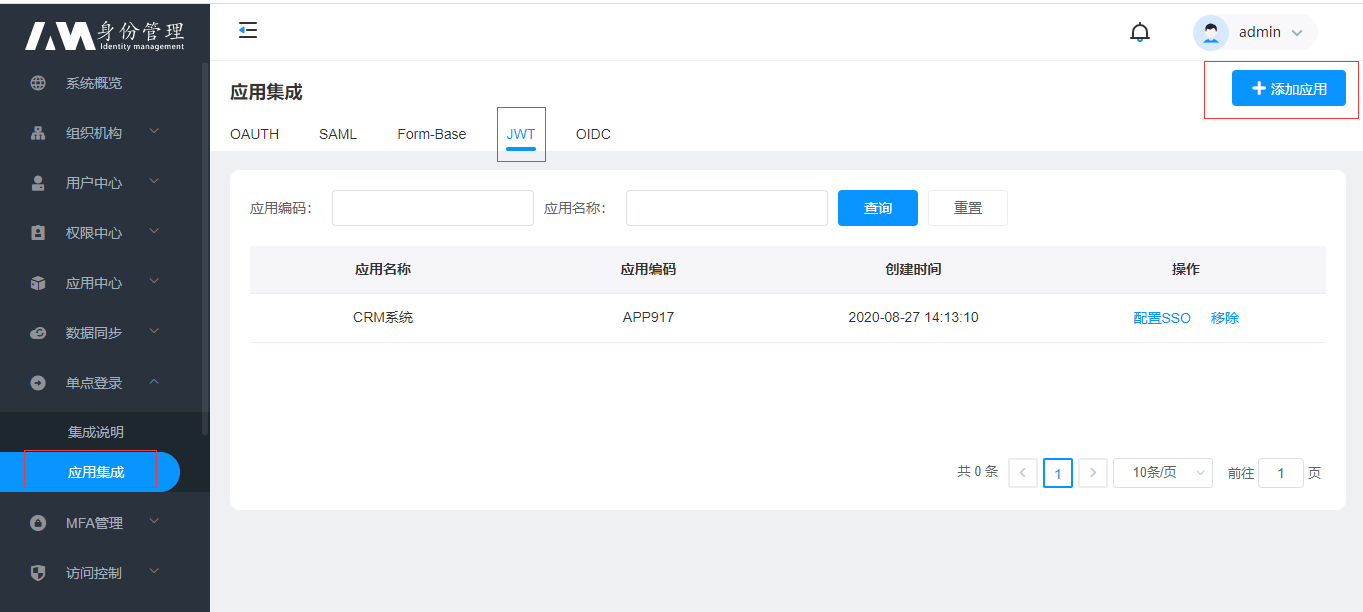 身份管理
Identity management
系统概览
组织机构
用户中心
权限中心
应用中心
数据同步
单点登录
集成说明
应用集成
MFA管理
访问控制
admin
应用集成
添加应用
OAUTH SAML Form-Base JWT OIDC
应用编码： 应用名称： 查询 重置
应用名称 应用编码 创建时间 操作
CRM系统 APP917 2020-08-27 14:13:10 配置SSO 移除
共 0 条 1 10条/页 前往 1 页